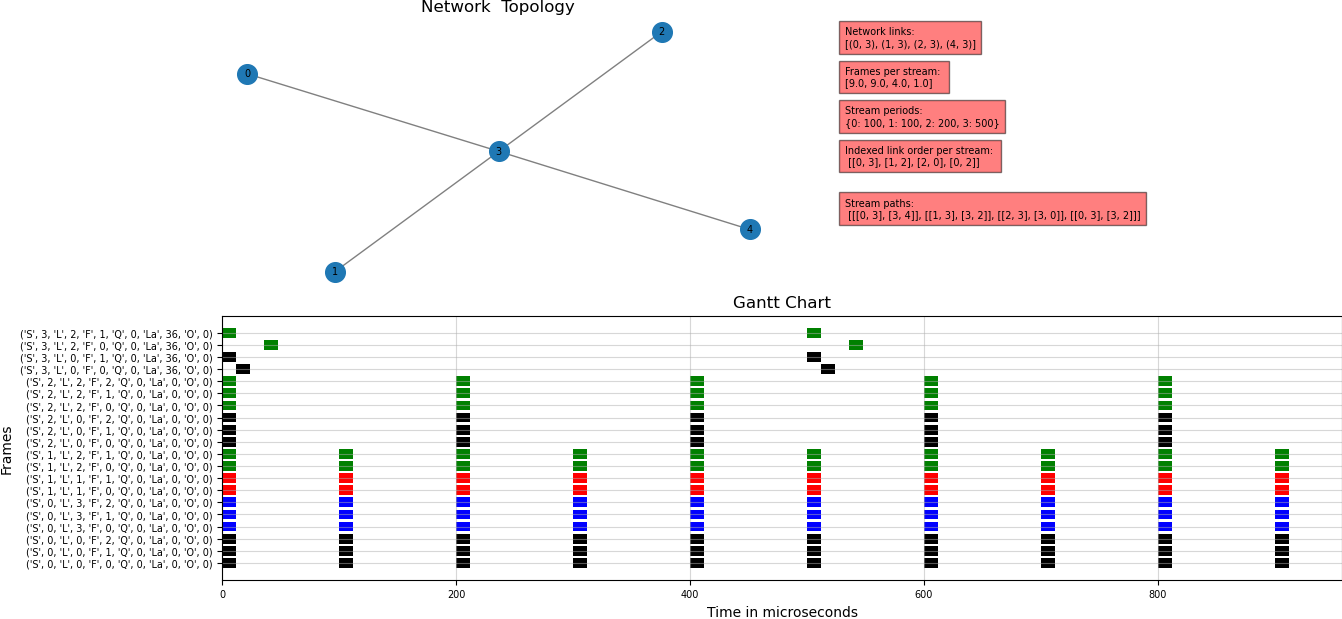 Network  Topology
2
0
3
4
1
Network links:
[(0, 3), (1, 3), (2, 3), (4, 3)]
Frames per stream:
[9.0, 9.0, 4.0, 1.0]
Stream periods:
{0: 100, 1: 100, 2: 200, 3: 500}
Indexed link order per stream:
[[0, 3], [1, 2], [2, 0], [0, 2]]
Stream paths:
[[[0, 3], [3, 4]], [[1, 3], [3, 2]], [[2, 3], [3, 0]], [[0, 3], [3, 2]]]
Gantt Chart
Frames
('S', 3, 'L', 2, 'F', 1, 'Q', 0, 'La', 36, 'O', 0)
('S', 3, 'L', 2, 'F', 0, 'Q', 0, 'La', 36, 'O', 0)
('S', 3, 'L', 0, 'F', 1, 'Q', 0, 'La', 36, 'O', 0)
('S', 3, 'L', 0, 'F', 0, 'Q', 0, 'La', 36, 'O', 0)
('S', 2, 'L', 2, 'F', 2, 'Q', 0, 'La', 0, 'O', 0)
('S', 2, 'L', 2, 'F', 1, 'Q', 0, 'La', 0, 'O', 0)
('S', 2, 'L', 2, 'F', 0, 'Q', 0, 'La', 0, 'O', 0)
('S', 2, 'L', 0, 'F', 2, 'Q', 0, 'La', 0, 'O', 0)
('S', 2, 'L', 0, 'F', 1, 'Q', 0, 'La', 0, 'O', 0)
('S', 2, 'L', 0, 'F', 0, 'Q', 0, 'La', 0, 'O', 0)
('S', 1, 'L', 2, 'F', 1, 'Q', 0, 'La', 0, 'O', 0)
('S', 1, 'L', 2, 'F', 0, 'Q', 0, 'La', 0, 'O', 0)
('S', 1, 'L', 1, 'F', 1, 'Q', 0, 'La', 0, 'O', 0)
('S', 1, 'L', 1, 'F', 0, 'Q', 0, 'La', 0, 'O', 0)
('S', 0, 'L', 3, 'F', 2, 'Q', 0, 'La', 0, 'O', 0)
('S', 0, 'L', 3, 'F', 1, 'Q', 0, 'La', 0, 'O', 0)
('S', 0, 'L', 3, 'F', 0, 'Q', 0, 'La', 0, 'O', 0)
('S', 0, 'L', 0, 'F', 2, 'Q', 0, 'La', 0, 'O', 0)
('S', 0, 'L', 0, 'F', 1, 'Q', 0, 'La', 0, 'O', 0)
('S', 0, 'L', 0, 'F', 0, 'Q', 0, 'La', 0, 'O', 0)
0 200 400 600 800
Time in microseconds